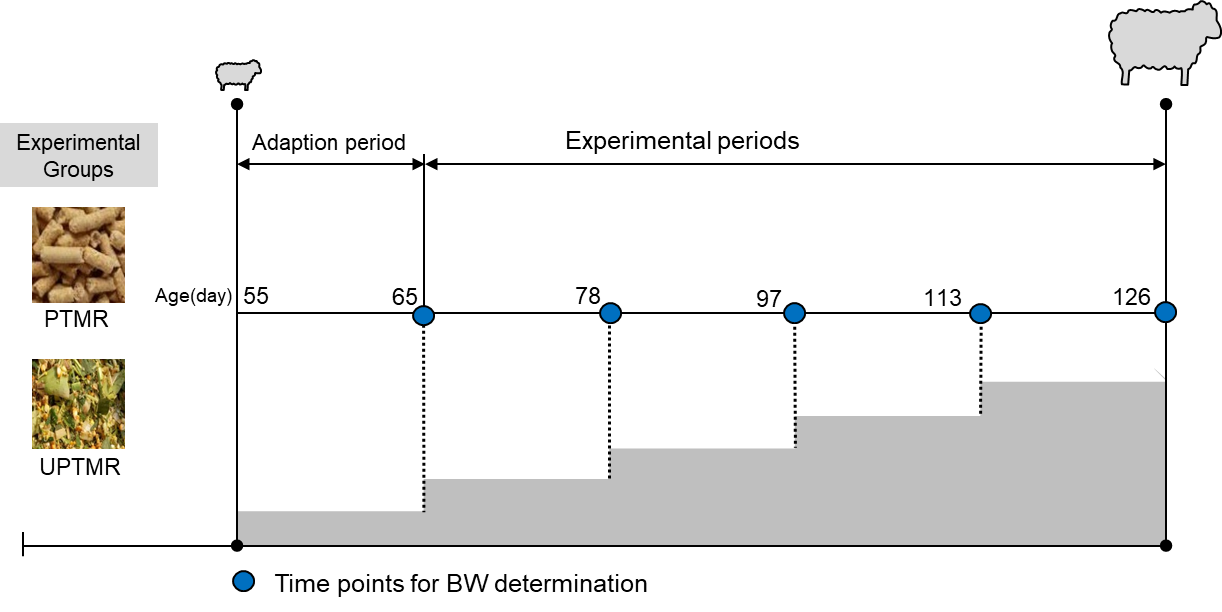 Experimental
Groups
Adaption period
Experimental periods
PTMR
UPTMR
Age(day)
55
65
78
97
113
126
Time points for BW determination